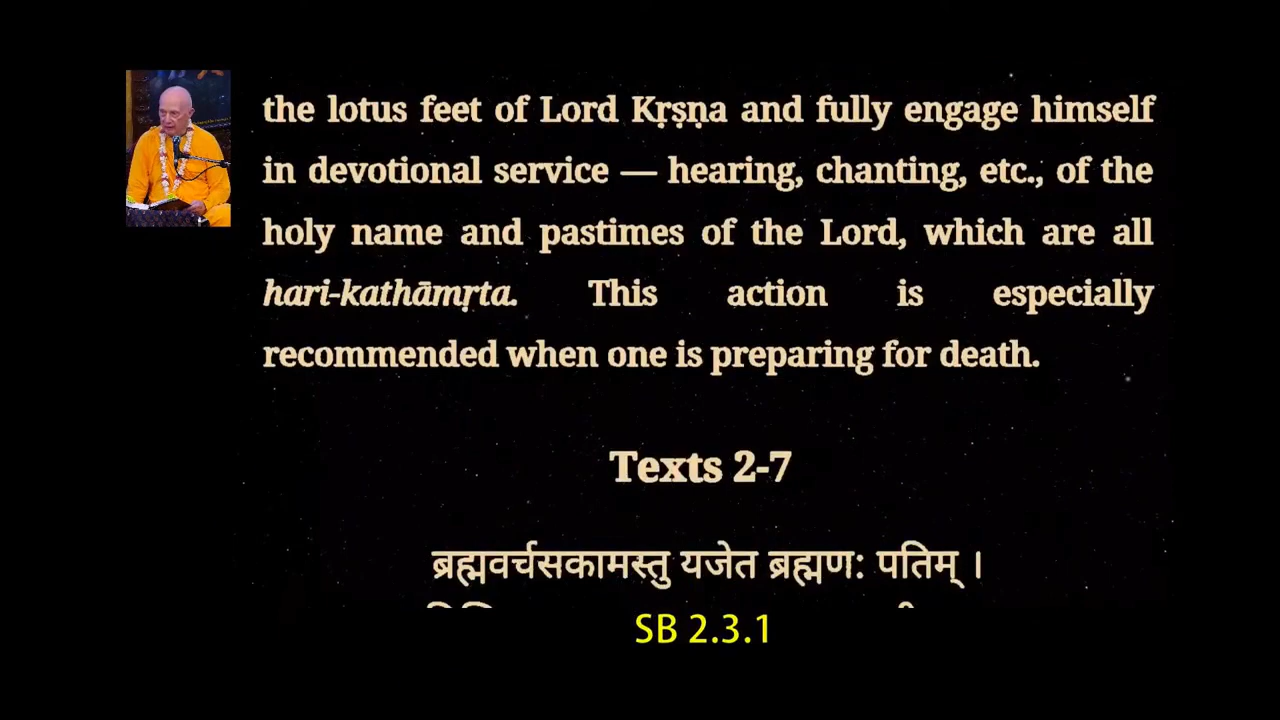 the lotus feet of Lord Kṛṣṇa and fully engage himself
in devotional service — hearing, chanting, etc., of the
holy name and pastimes of the Lord, which are all
hari-kathāmṛta. This action is especially
recommended when one is preparing for death.
Texts 2-7
ब्रह्मवर्चसकामस्तु यजेत ब्रह्मण: पतिम् ।
SB 2.3.1